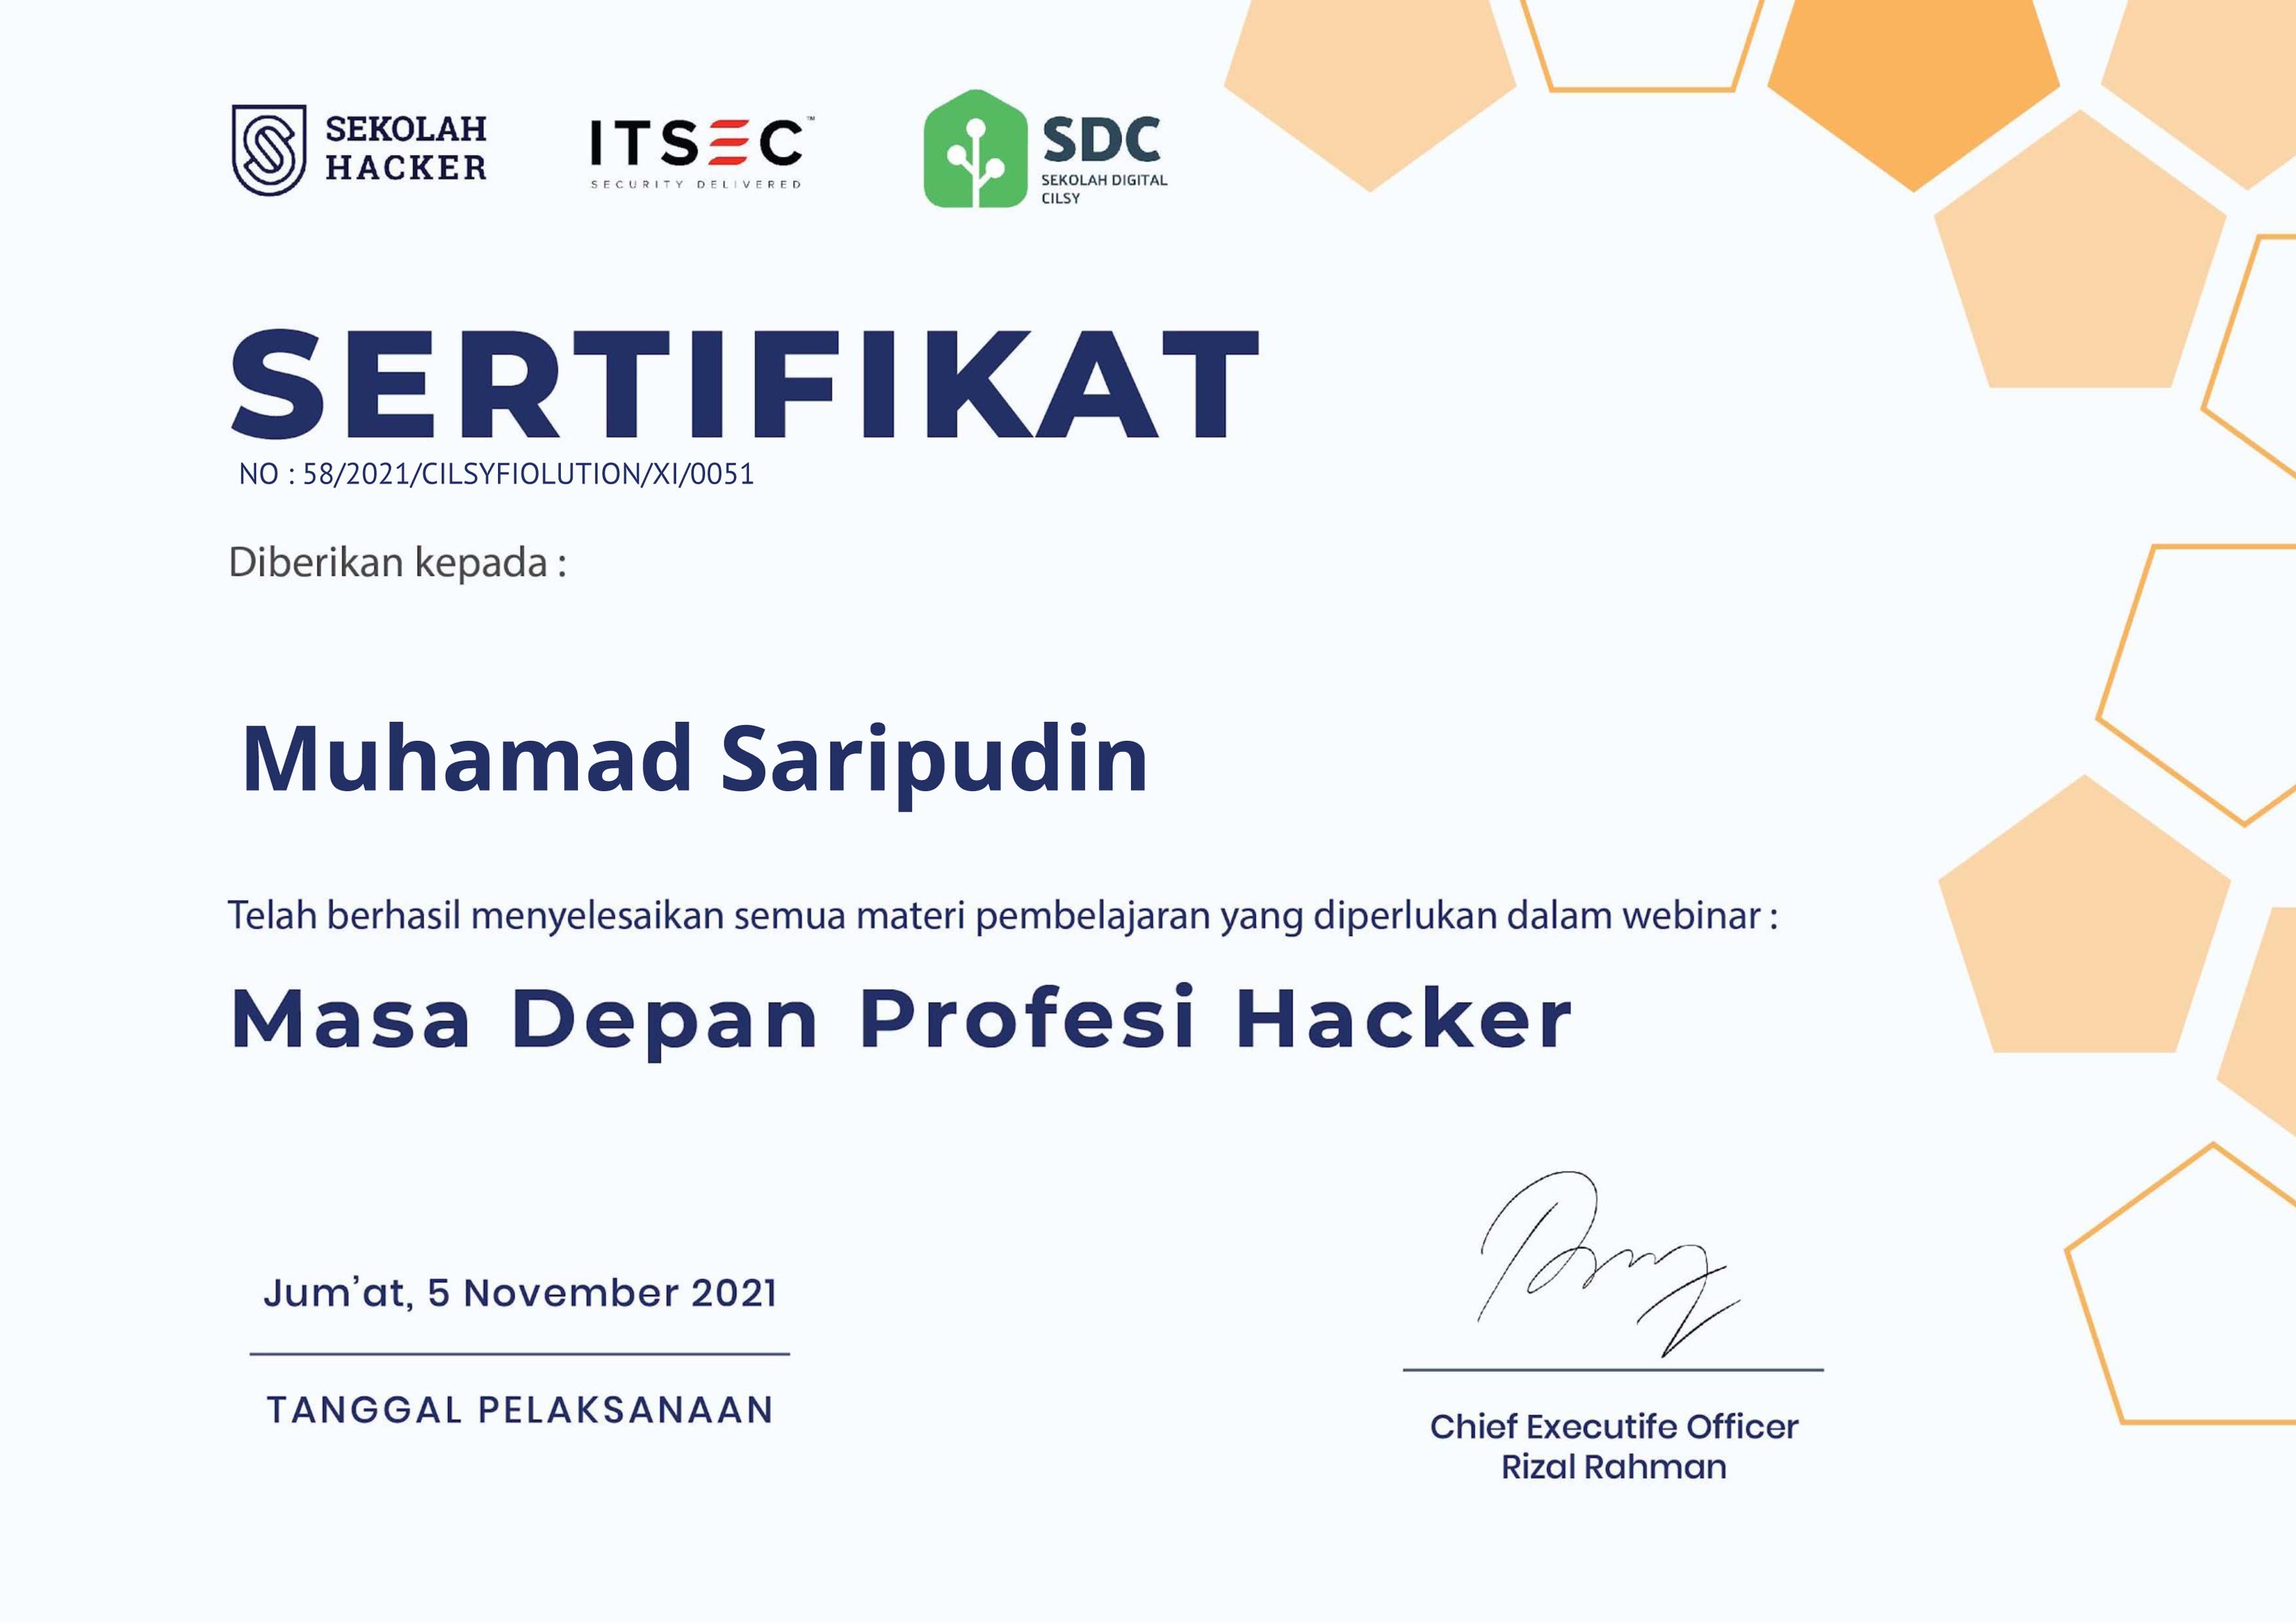 SEKOLAH
HACKER
ITSEC™
SECURITY DELIVERED
SDC
SEKOLAH DIGITAL
CILSY
SERTIFIKAT
NO : 58/2021/CILSYFIOLUTION/XI/0051
Diberikan kepada :
Muhamad Saripudin
Telah berhasil menyelesaikan semua materi pembelajaran yang diperlukan dalam webinar :
Masa Depan Profesi Hacker
Jum'at, 5 November 2021
TANGGAL PELAKSANAAN
Chief Executife Officer
Rizal Rahman